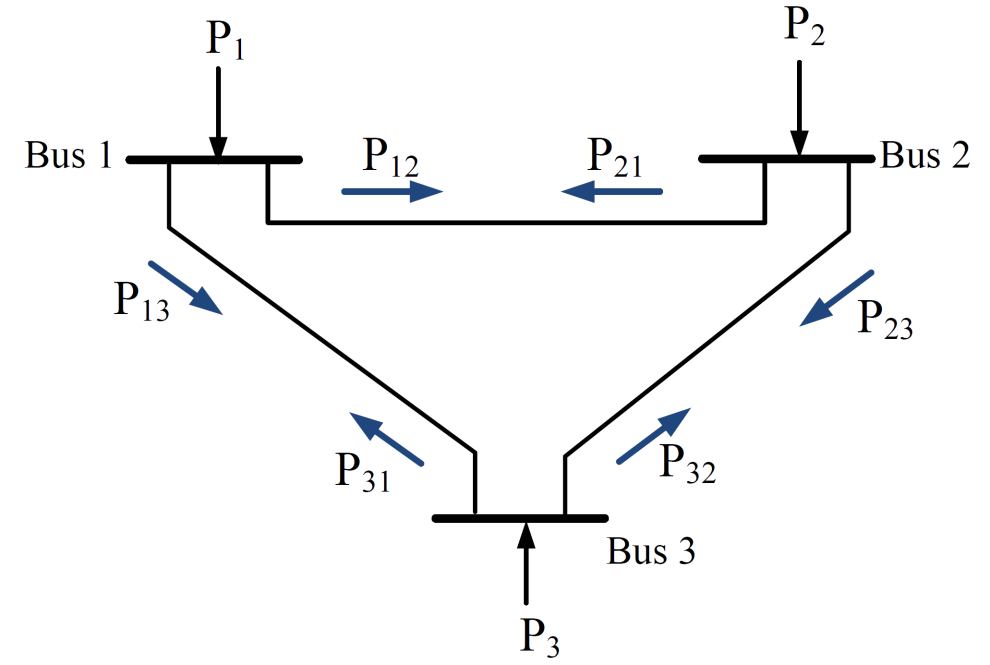 P₁
P₂
Bus 1
P₁₂
P₂₁
Bus 2
P₁₃
P₂₃
P₃₁
P₃₂
Bus 3
P₃